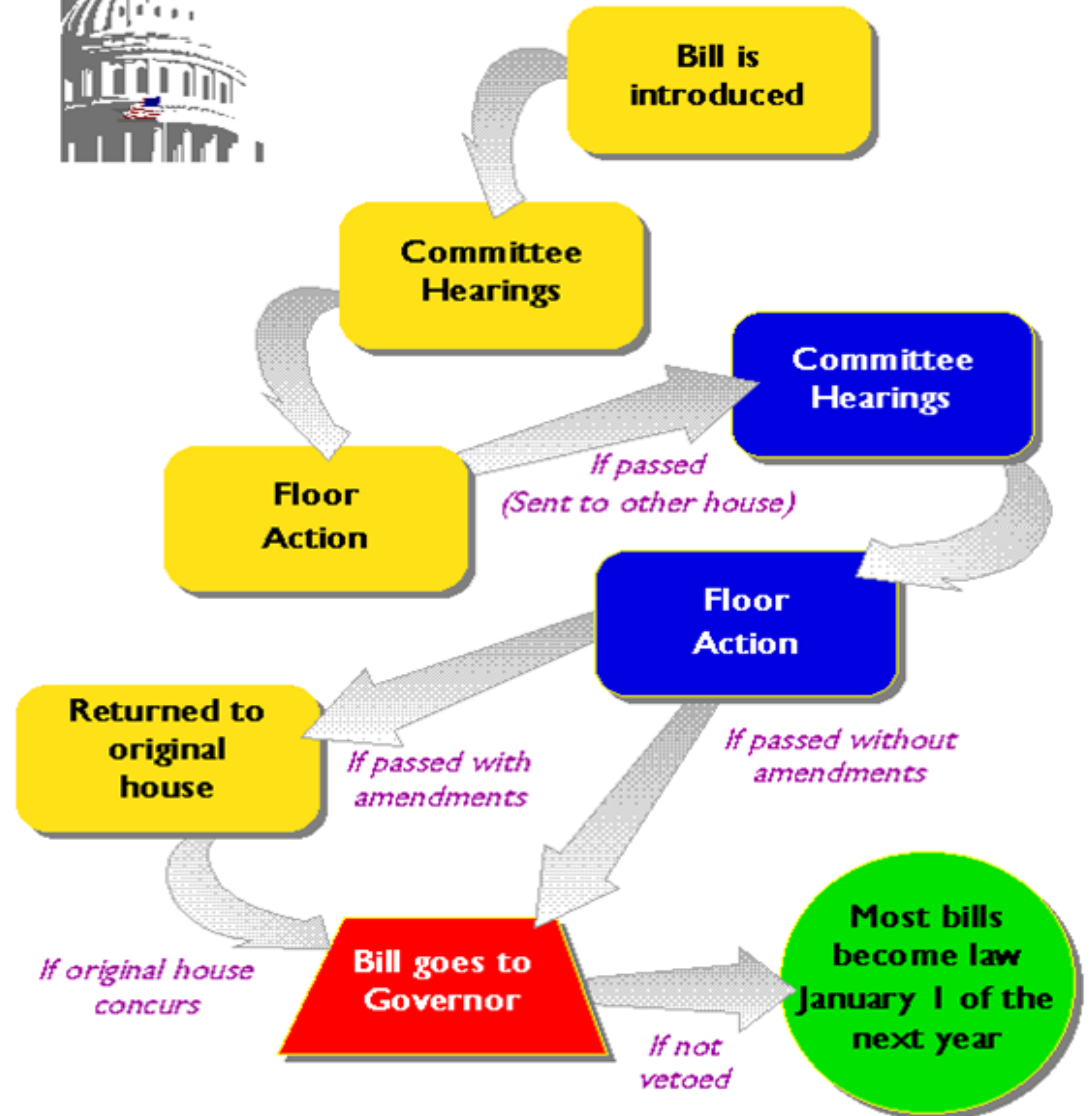 Bill is
introduced
Committee
Hearings
Committee
Hearings
If passed
(Sent to other house)
Floor
Action
Floor
Action
Returned to
original
house
If passed with
amendments
If passed without
amendments
If original house
concurs
Bill goes to
Governor
If not
vetoed
Most bills
become law
January 1 of the
next year